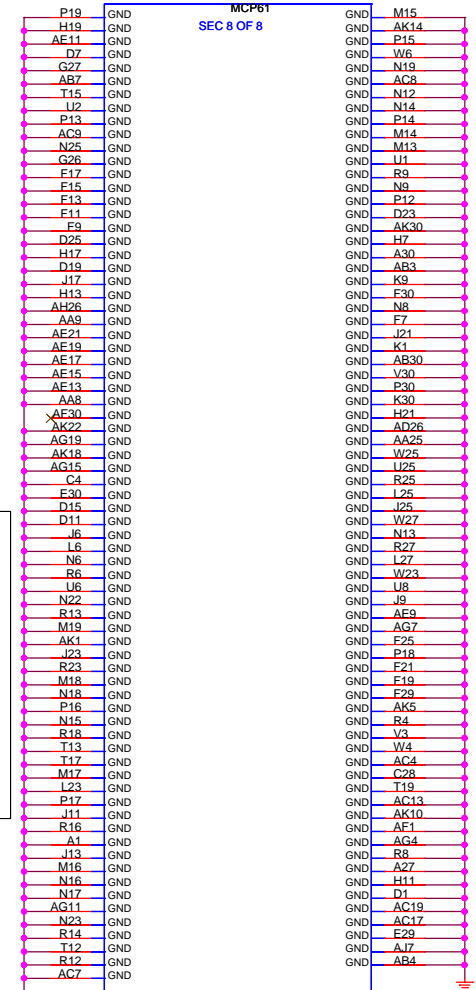 MCP61
SEC 8 OF 8
P19 GND GND M15
H19 GND GND AK14
AE11 GND GND P15
D7 GND GND W6
G27 GND GND N19
AB7 GND GND AC8
T15 GND GND N12
U2 GND GND N14
P13 GND GND P14
AC9 GND GND M14
N25 GND GND M13
G26 GND GND U1
F17 GND GND R9
F15 GND GND N9
F13 GND GND P12
F11 GND GND D23
F9 GND GND AK30
D25 GND GND H7
H17 GND GND A30
D19 GND GND AB3
J17 GND GND K9
H13 GND GND F30
AH26 GND GND N8
AA9 GND GND F7
AE21 GND GND J21
AE19 GND GND K1
AE17 GND GND AB30
AE15 GND GND V30
AE13 GND GND P30
AA8 GND GND K30
AF30 GND GND H21
AK22 GND GND AD26
AG19 GND GND AA25
AK18 GND GND W25
AG15 GND GND U25
C4 GND GND R25
E30 GND GND L25
D15 GND GND J25
D11 GND GND W27
J6 GND GND N13
L6 GND GND R27
N6 GND GND L27
R6 GND GND W23
U6 GND GND U8
N22 GND GND J9
R13 GND GND AE9
M19 GND GND AG7
AK1 GND GND F25
J23 GND GND P18
R23 GND GND F21
M18 GND GND F19
N18 GND GND F29
P16 GND GND AK5
N15 GND GND R4
R18 GND GND V3
T13 GND GND W4
T17 GND GND AC4
M17 GND GND C28
L23 GND GND T19
P17 GND GND AC13
J11 GND GND AK10
R16 GND GND AF1
A1 GND GND AG4
J13 GND GND R8
M16 GND GND A27
N16 GND GND H11
N17 GND GND D1
AG11 GND GND AC19
N23 GND GND AC17
R14 GND GND E29
T12 GND GND AJ7
R12 GND GND AB4
AC7 GND